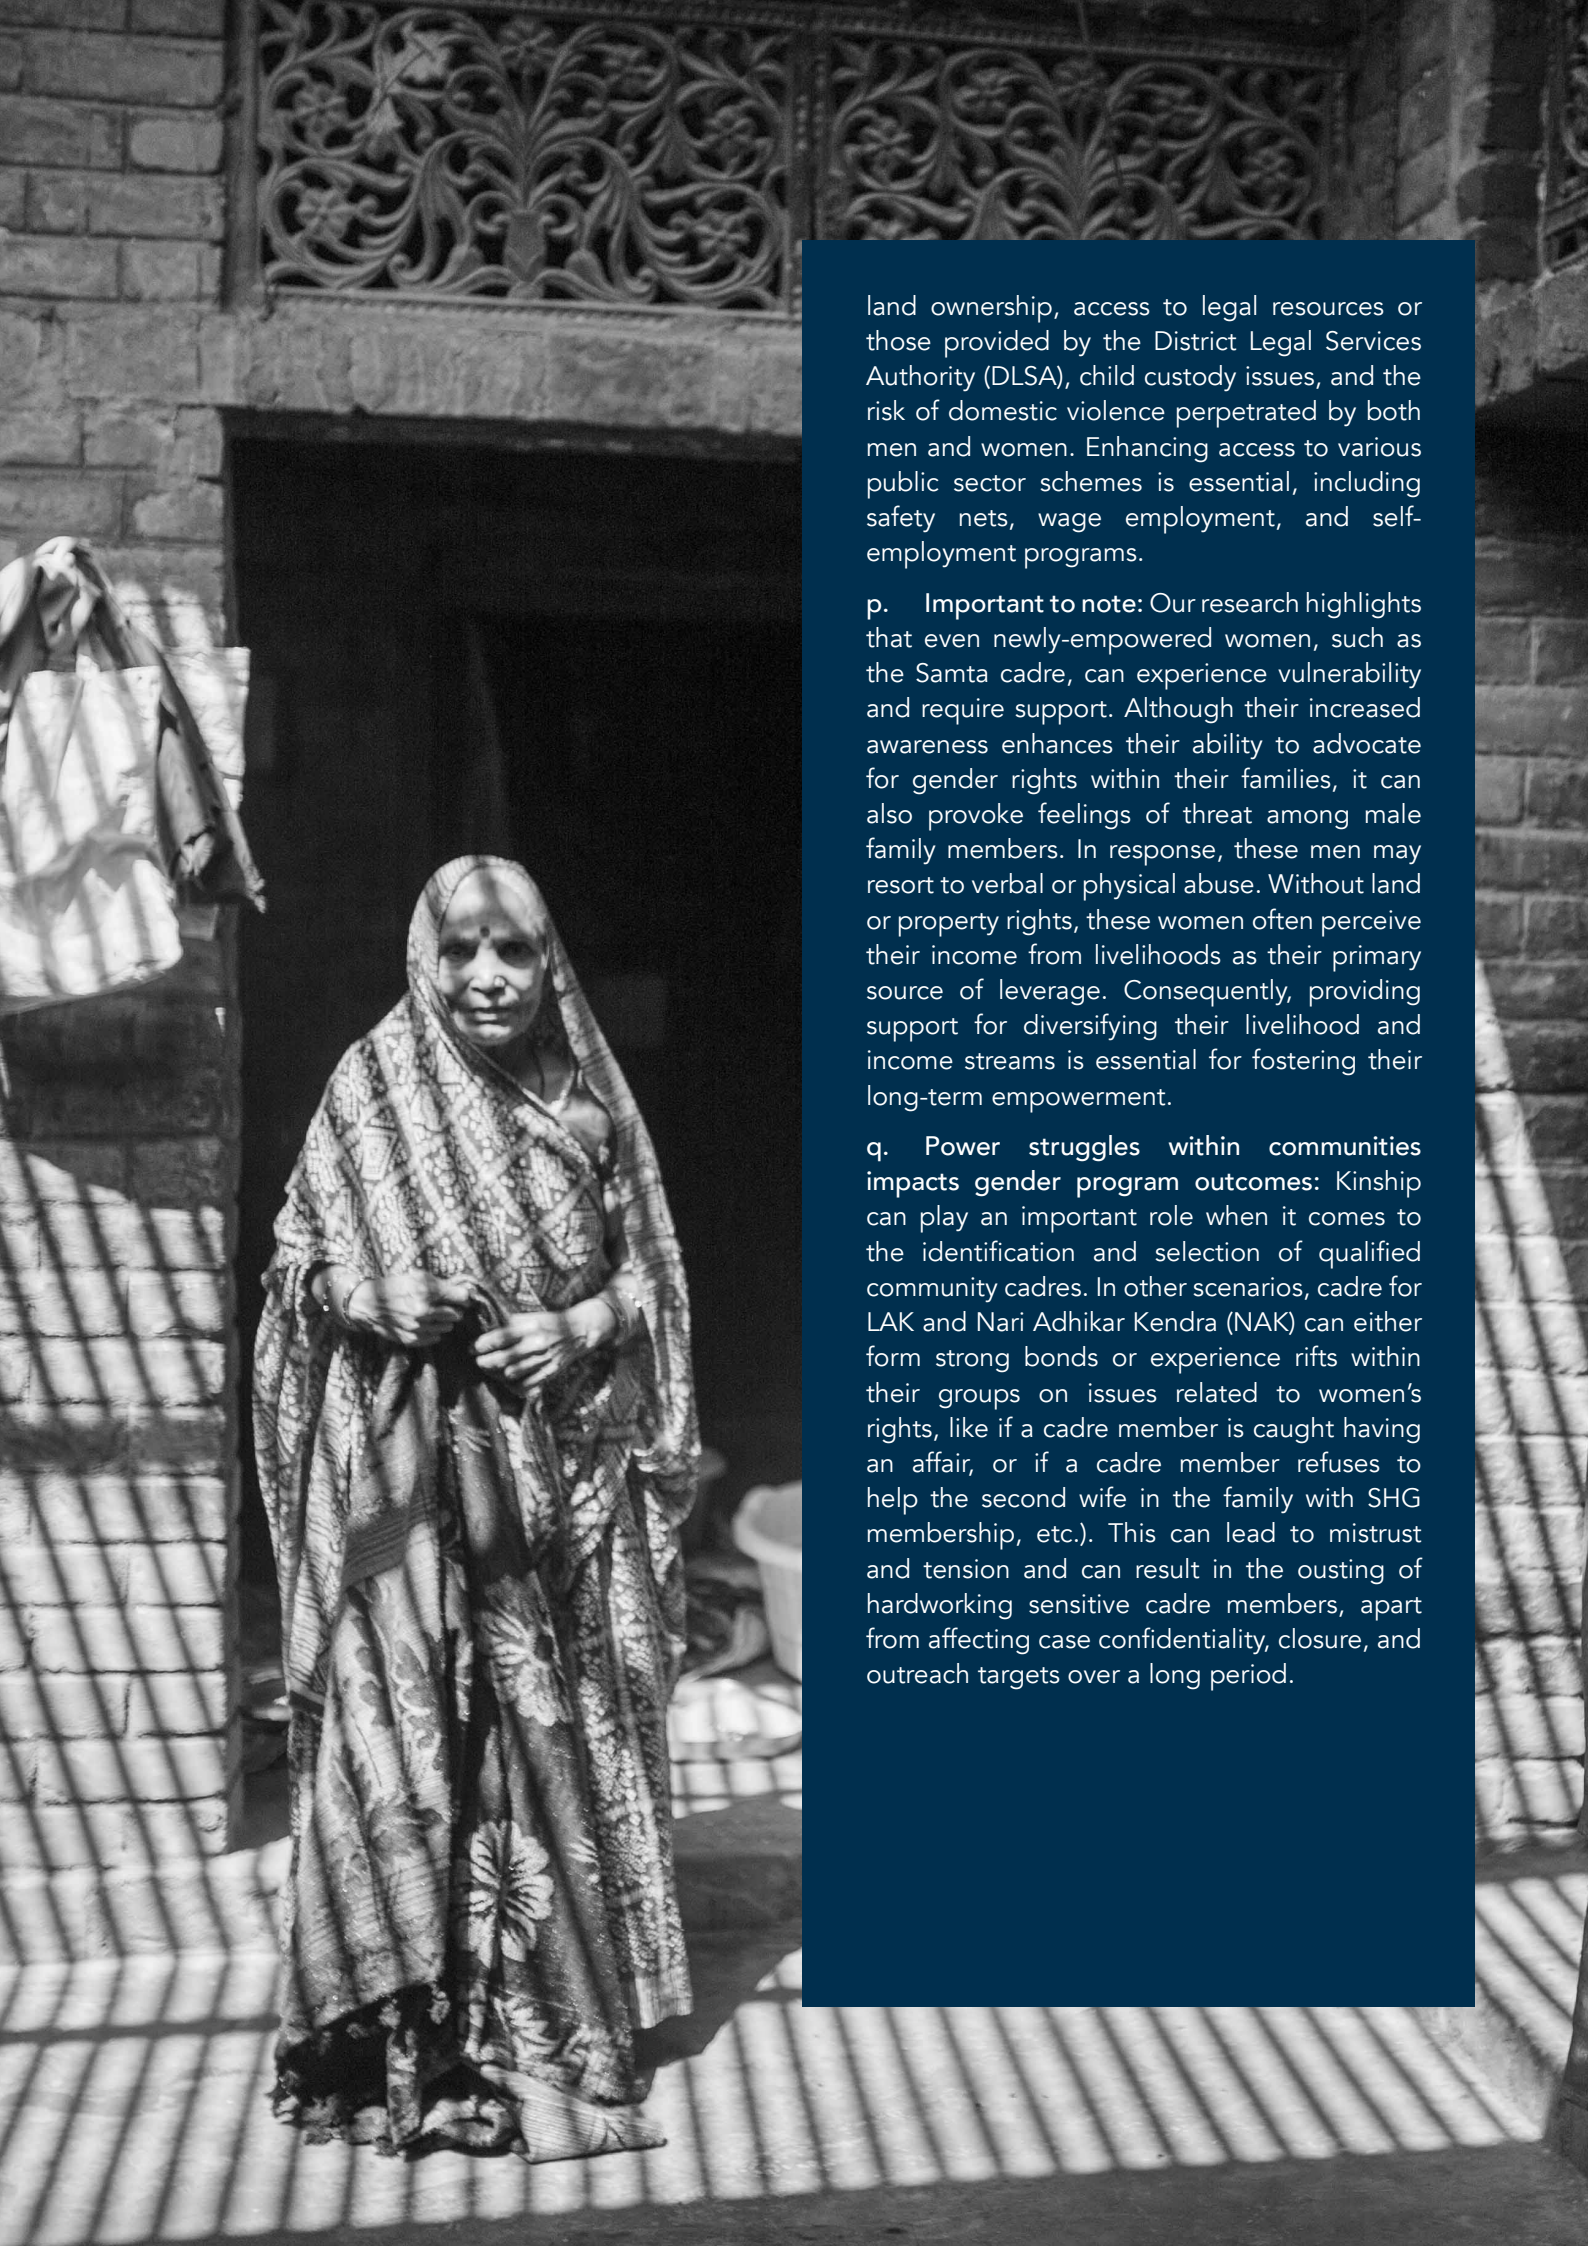 land ownership, access to legal resources or
those provided by the District Legal Services
Authority (DLSA), child custody issues, and the
risk of domestic violence perpetrated by both
men and women. Enhancing access to various
public sector schemes is essential, including
safety nets, wage employment, and self-
employment programs.
p. Important to note: Our research highlights
that even newly-empowered women, such as
the Samta cadre, can experience vulnerability
and require support. Although their increased
awareness enhances their ability to advocate
for gender rights within their families, it can
also provoke feelings of threat among male
family members. In response, these men may
resort to verbal or physical abuse. Without land
or property rights, these women often perceive
their income from livelihoods as their primary
source of leverage. Consequently, providing
support for diversifying their livelihood and
income streams is essential for fostering their
long-term empowerment.
q. Power struggles within communities
impacts gender program outcomes: Kinship
can play an important role when it comes to
the identification and selection of qualified
community cadres. In other scenarios, cadre for
LAK and Nari Adhikar Kendra (NAK) can either
form strong bonds or experience rifts within
their groups on issues related to women’s
rights, like if a cadre member is caught having
an affair, or if a cadre member refuses to
help the second wife in the family with SHG
membership, etc.). This can lead to mistrust
and tension and can result in the ousting of
hardworking sensitive cadre members, apart
from affecting case confidentiality, closure, and
outreach targets over a long period.